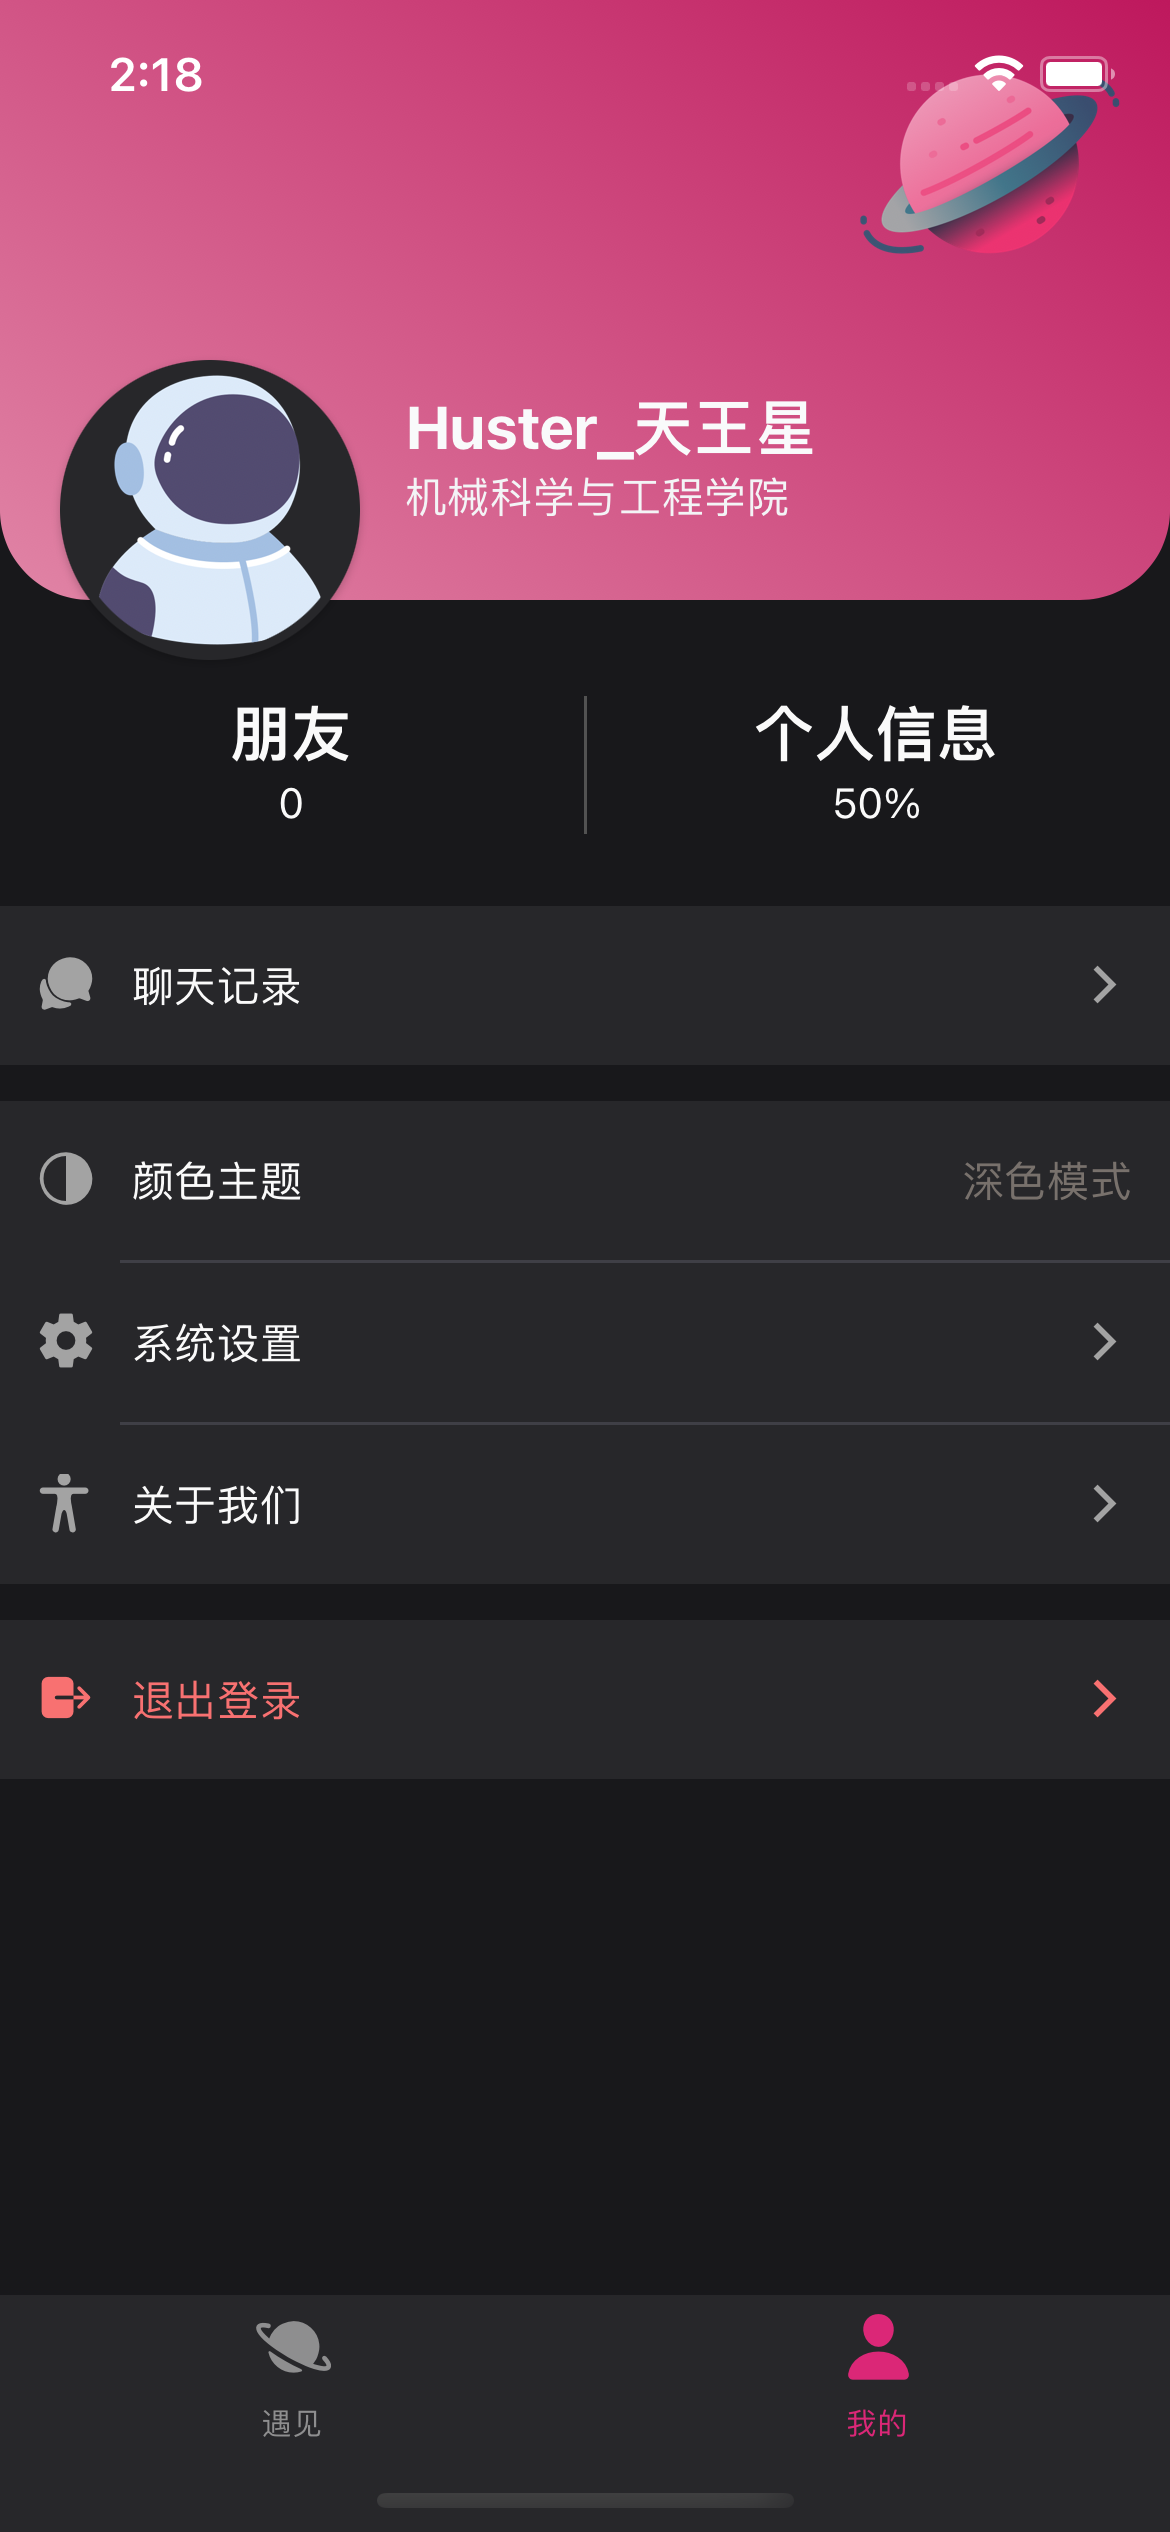 2:18
Huster_天王星
机械科学与工程学院
朋友
0
个人信息
50%
聊天记录
颜色主题
深色模式
系统设置
关于我们
退出登录
遇见
我的